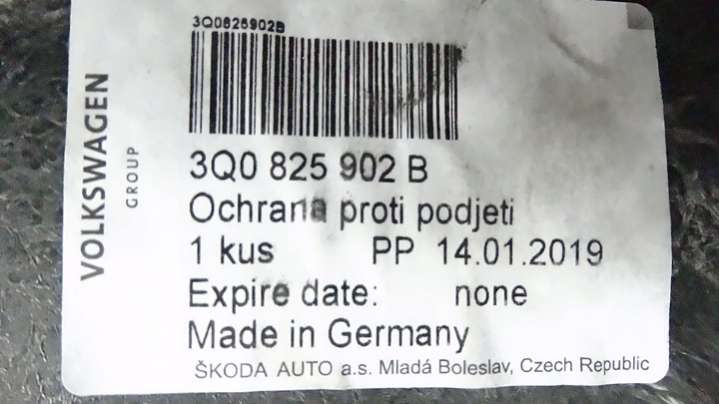 3Q0825902B
VOLKSWAGEN
GROUP
3Q0 825 902 B
Ochrana proti podjeti
1 kus PP 14.01.2019
Expire date: none
Made in Germany
ŠKODA AUTO a.s. Mladá Boleslav, Czech Republic